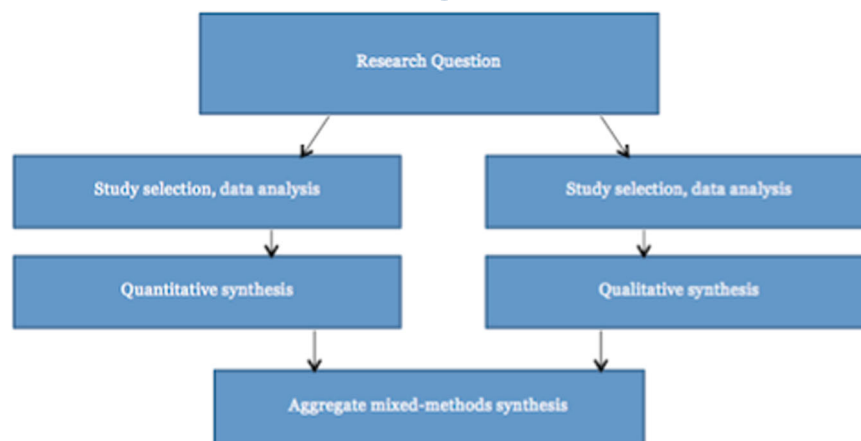 Research Question
Study selection, data analysis
Study selection, data analysis
Quantitative synthesis
Qualitative synthesis
Aggregate mixed-methods synthesis